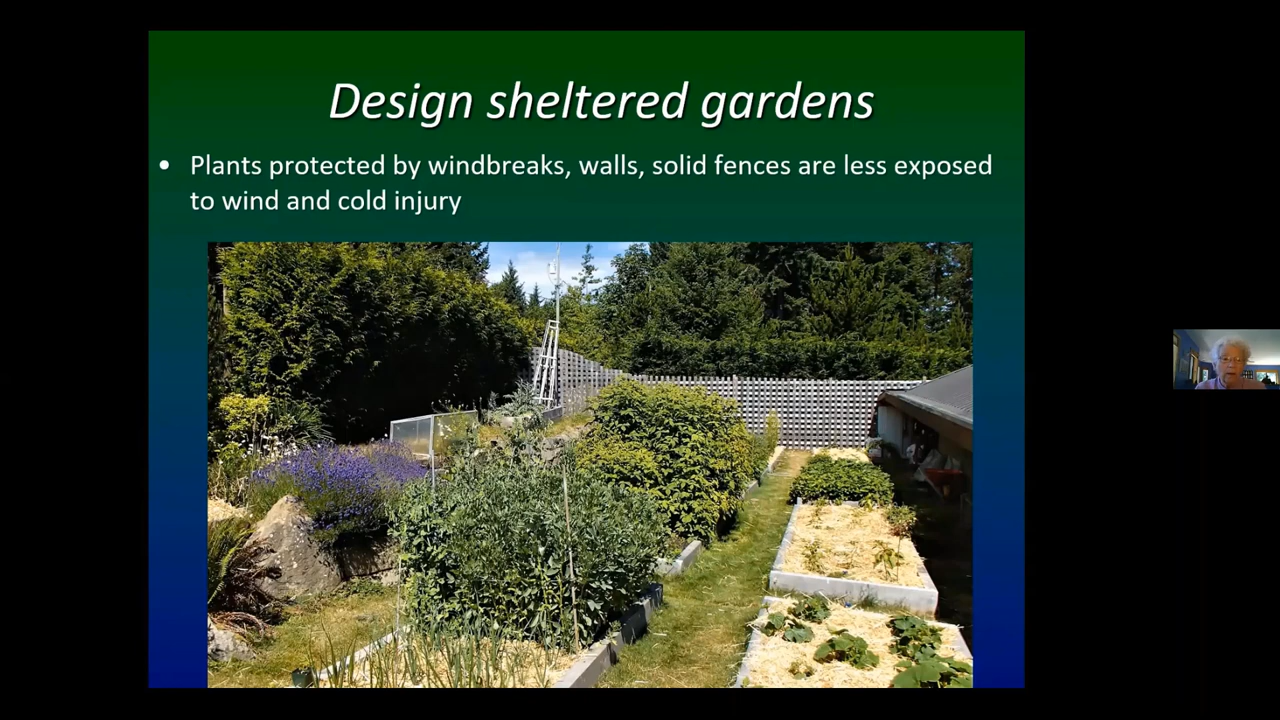 Design sheltered gardens
• Plants protected by windbreaks, walls, solid fences are less exposed
to wind and cold injury